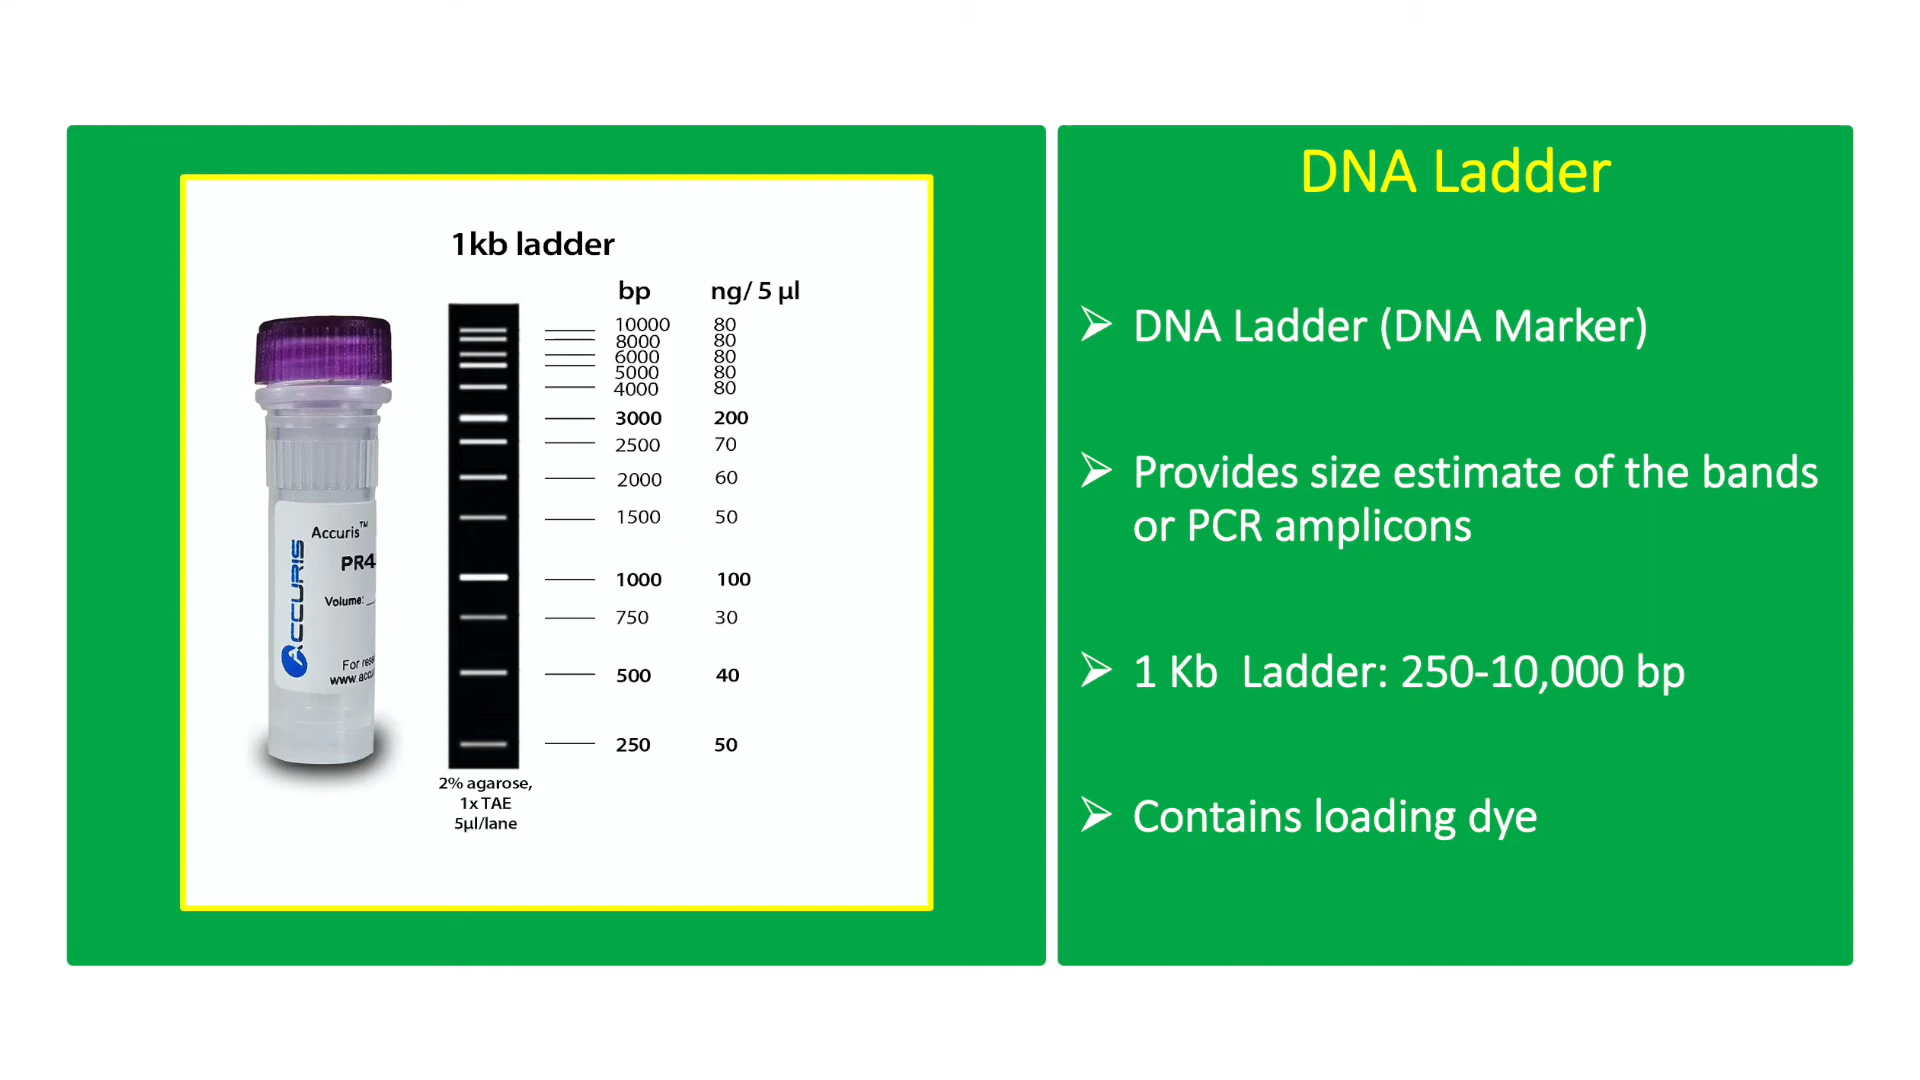 1kb ladder
bp ng/ 5 µl
10000 80
8000 80
6000 80
5000 80
4000 80
3000 200
2500 70
2000 60
1500 50
1000 100
750 30
500 40
250 50
2% agarose,
1x TAE
5µl/lane
Accuris™
ACCURIS
PR4
Volume:
For
DNA Ladder
DNA Ladder (DNA Marker)
Provides size estimate of the bands
or PCR amplicons
1 Kb Ladder: 250-10,000 bp
Contains loading dye